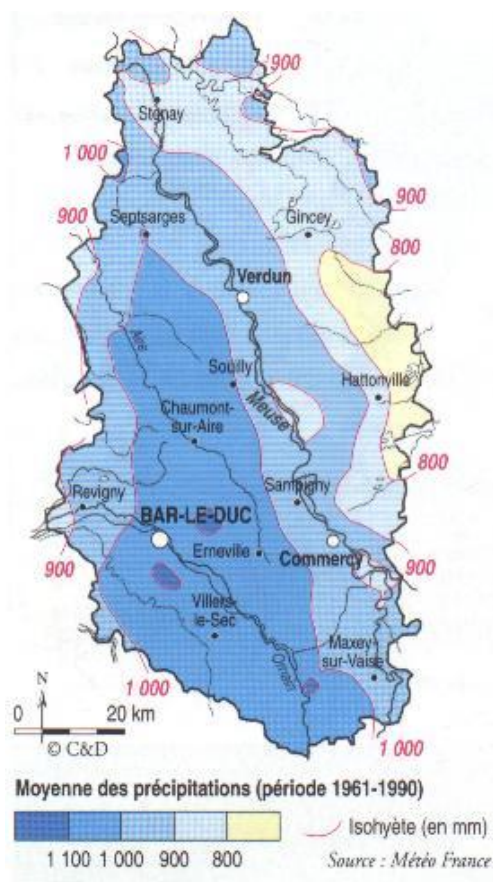 900
Stenay
1 000
900
Septsarges
Gincey
900
800
Verdun
Aire
Souilly
Hattonville
Meuse
Chaumont-
sur-Aire
800
Revigny
Sampigny
BAR-LE-DUC
Erneville
Commercy
900
900
Villers-
le-Sec
Maxey-
sur-Vaise
Ornain
1 000
1 000
N
0 20 km
© C&D
Moyenne des précipitations (période 1961-1990)
Isohyète (en mm)
1 100 1 000 900 800
Source : Météo France